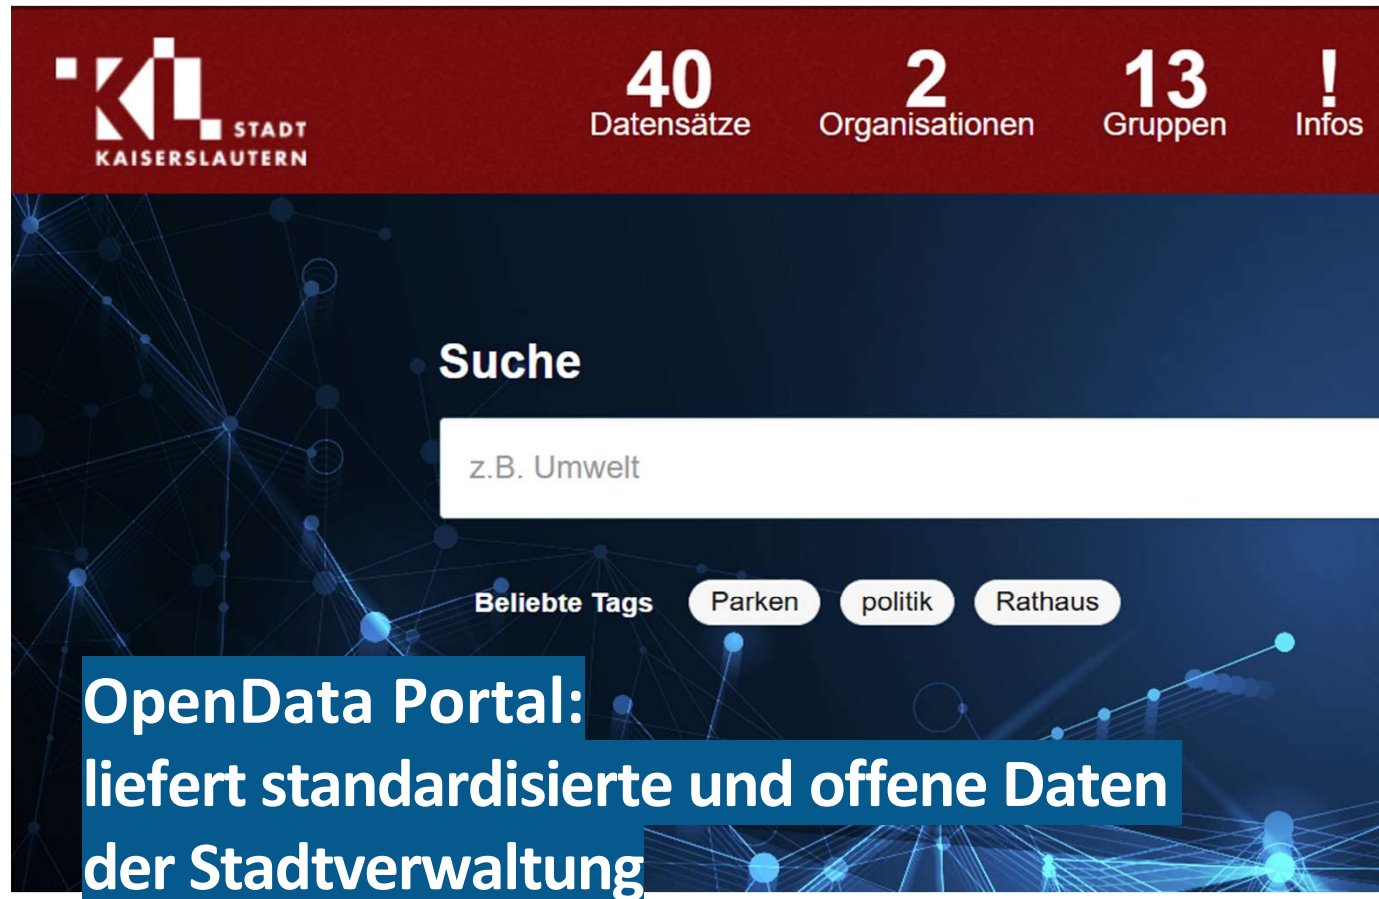 KL
STADT
KAISERSLAUTERN
40
Datensätze
2
Organisationen
13
Gruppen
!
Infos
Suche
z.B. Umwelt
Beliebte Tags
Parken
politik
Rathaus
OpenData Portal:
liefert standardisierte und offene Daten
der Stadtverwaltung